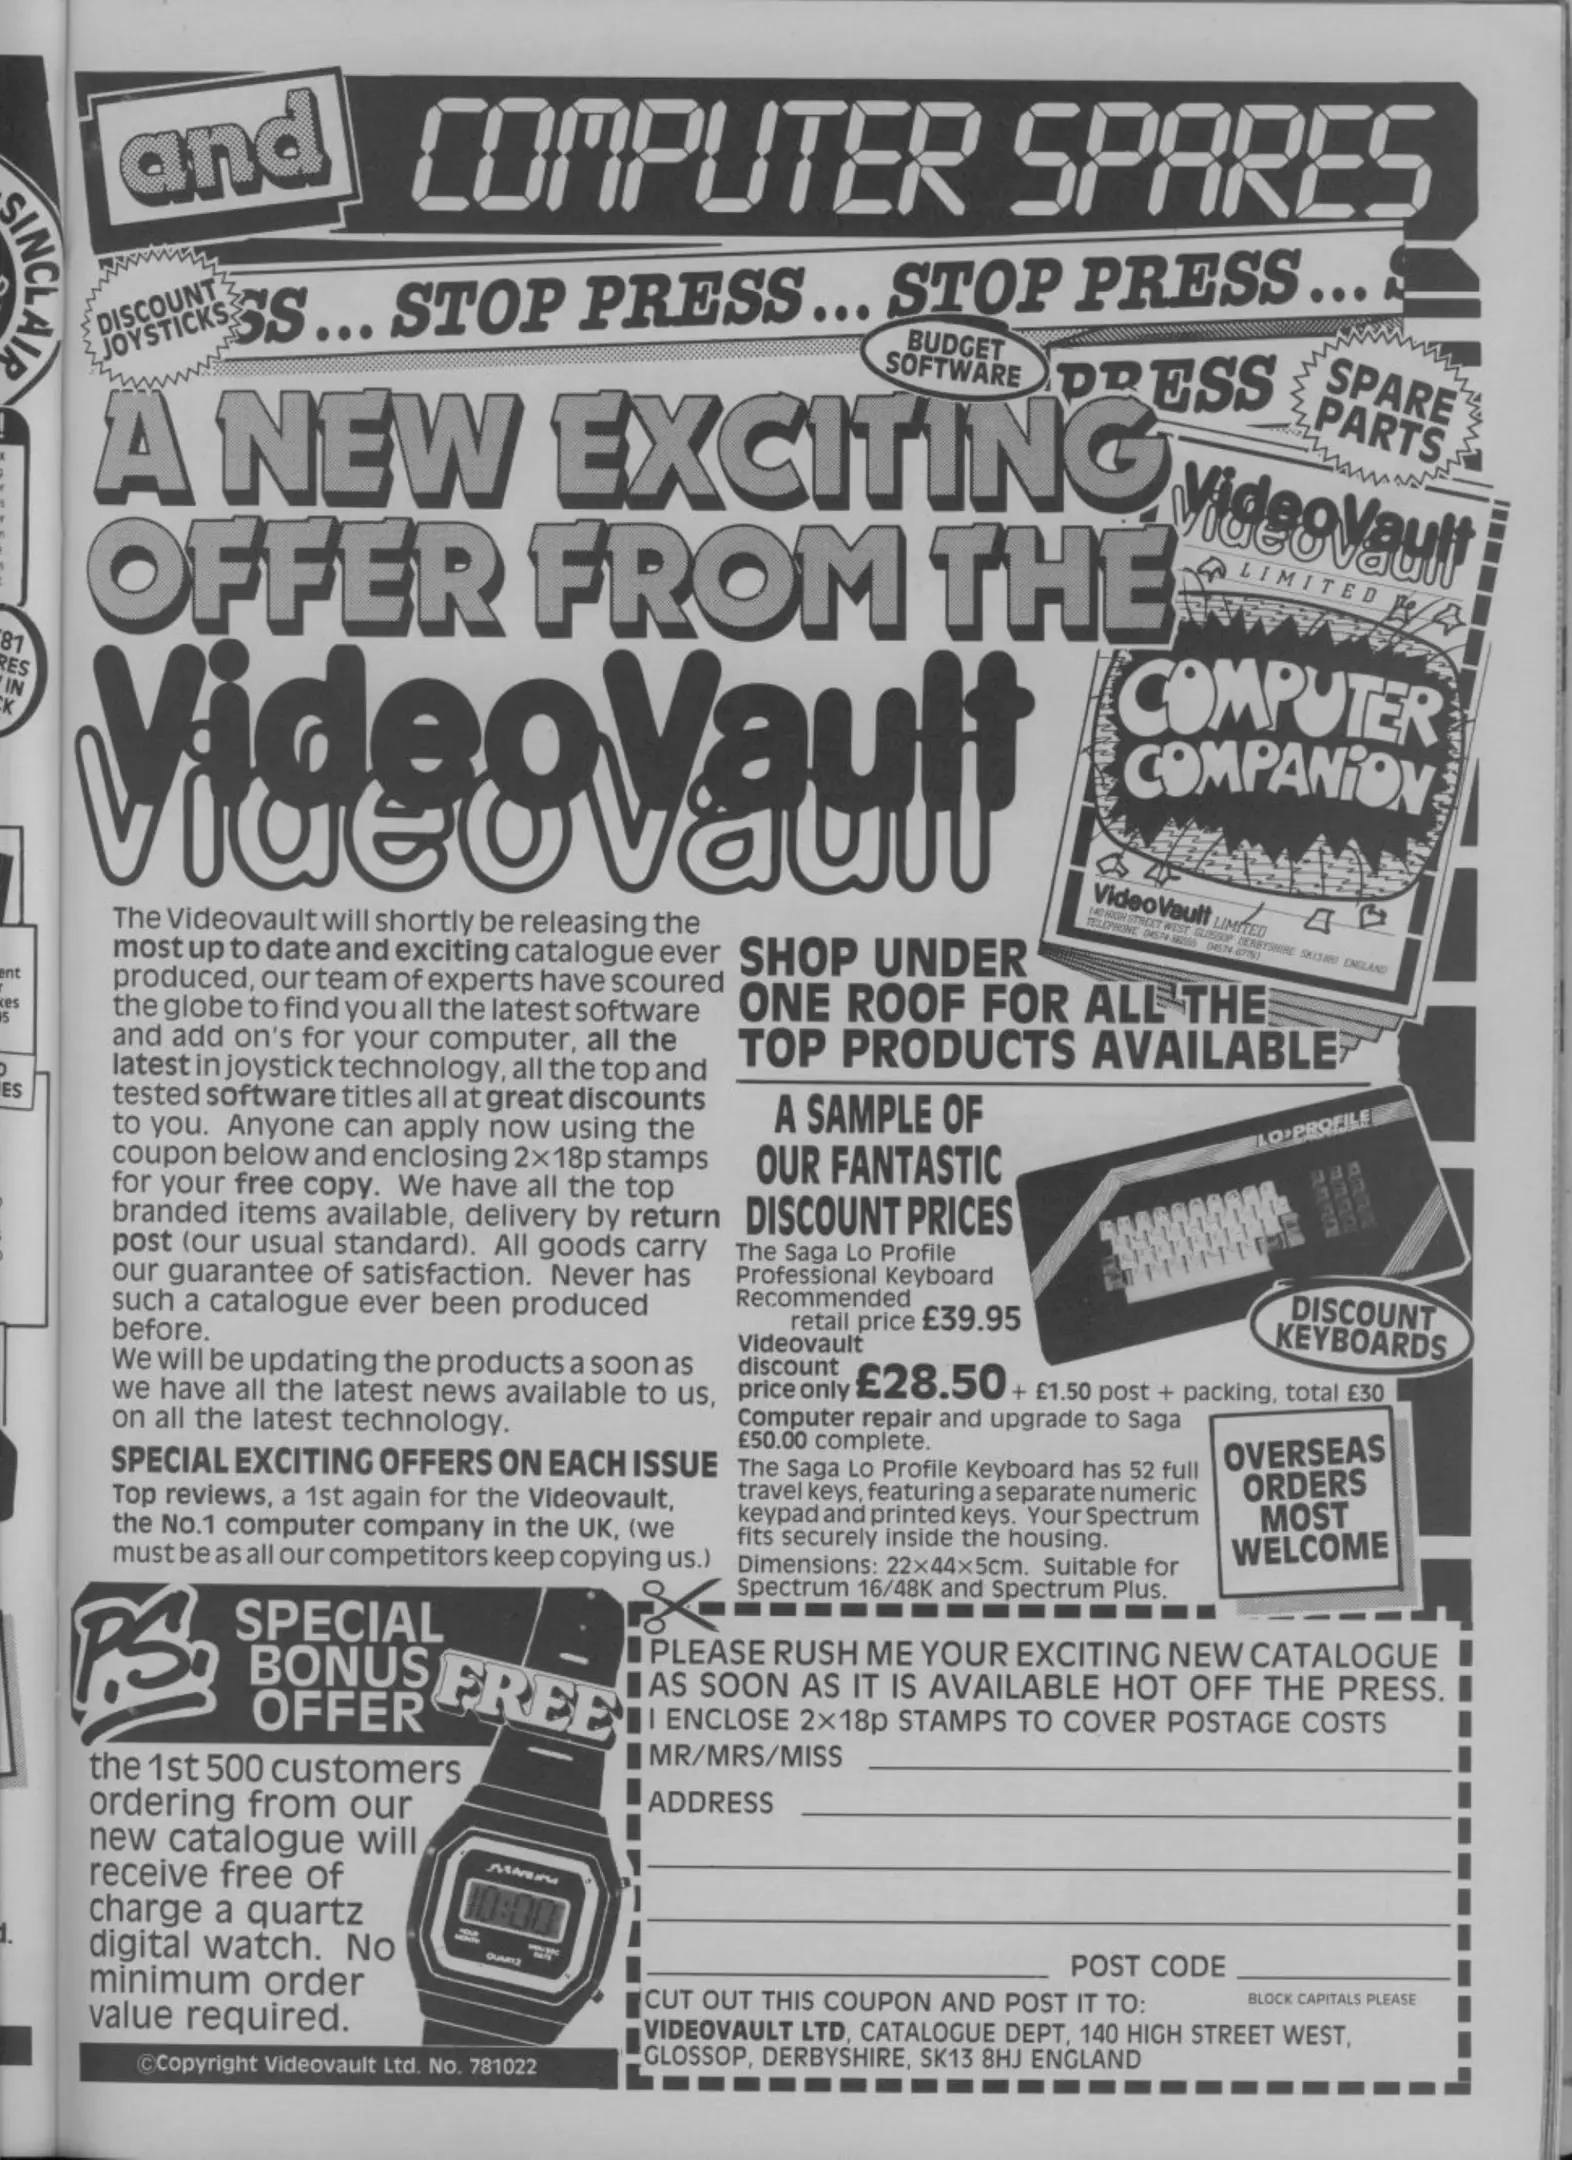 and COMPUTER SPARES
DISCOUNT
JOYSTICKS
SS... STOP PRESS... STOP PRESS... S
BUDGET
SOFTWARE
PRESS
SPARE
PARTS
A NEW EXCITING
OFFER FROM THE
VideoVault
VideoVault
LIMITED
COMPUTER
COMPANION
VideoVault LIMITED
140 HIGH STREET WEST GLOSSOP DERBYSHIRE SK13 8HJ ENGLAND
The Videovault will shortly be releasing the
most up to date and exciting catalogue ever
produced, our team of experts have scoured
the globe to find you all the latest software
and add on's for your computer, all the
latest in joystick technology, all the top and
tested software titles all at great discounts
to you. Anyone can apply now using the
coupon below and enclosing 2×18p stamps
for your free copy. We have all the top
branded items available, delivery by return
post (our usual standard). All goods carry
our guarantee of satisfaction. Never has
such a catalogue ever been produced
before.
We will be updating the products a soon as
we have all the latest news available to us,
on all the latest technology.
SPECIAL EXCITING OFFERS ON EACH ISSUE
Top reviews, a 1st again for the Videovault,
the No.1 computer company in the UK, (we
must be as all our competitors keep copying us.)
SHOP UNDER
ONE ROOF FOR ALL THE
TOP PRODUCTS AVAILABLE
A SAMPLE OF
OUR FANTASTIC
DISCOUNT PRICES
LO›PROFILE
The Saga Lo Profile
Professional Keyboard
Recommended
retail price £39.95
Videovault
discount
price only £28.50 + £1.50 post + packing, total £30
DISCOUNT
KEYBOARDS
Computer repair and upgrade to Saga
£50.00 complete.
The Saga Lo Profile Keyboard has 52 full
travel keys, featuring a separate numeric
keypad and printed keys. Your Spectrum
fits securely inside the housing.
Dimensions: 22×44×5cm. Suitable for
Spectrum 16/48K and Spectrum Plus.
OVERSEAS
ORDERS
MOST
WELCOME
PS.
SPECIAL
BONUS
OFFER
FREE
the 1st 500 customers
ordering from our
new catalogue will
receive free of
charge a quartz
digital watch. No
minimum order
value required.
10:00
QUARTZ
©Copyright Videovault Ltd. No. 781022
PLEASE RUSH ME YOUR EXCITING NEW CATALOGUE
AS SOON AS IT IS AVAILABLE HOT OFF THE PRESS.
I ENCLOSE 2×18p STAMPS TO COVER POSTAGE COSTS
MR/MRS/MISS
ADDRESS
POST CODE
BLOCK CAPITALS PLEASE
CUT OUT THIS COUPON AND POST IT TO:
VIDEOVAULT LTD, CATALOGUE DEPT, 140 HIGH STREET WEST,
GLOSSOP, DERBYSHIRE, SK13 8HJ ENGLAND
SINCLAIR